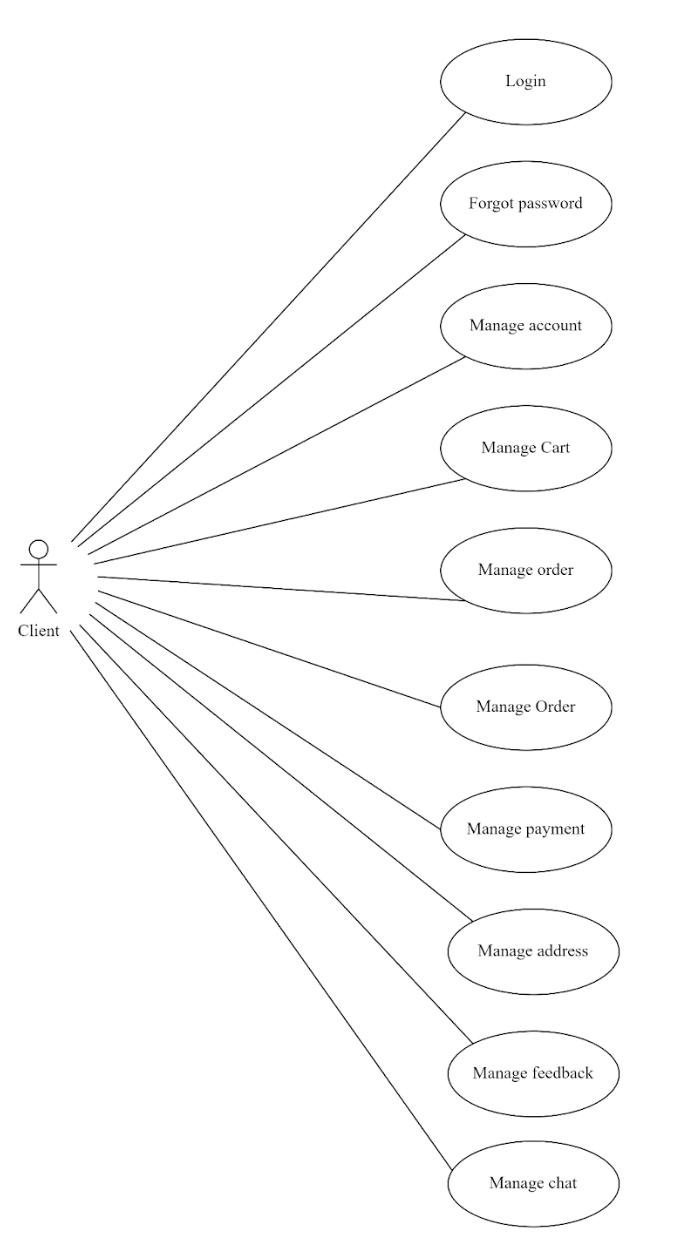 Login
Forgot password
Manage account
Manage Cart
Manage order
Client
Manage Order
Manage payment
Manage address
Manage feedback
Manage chat